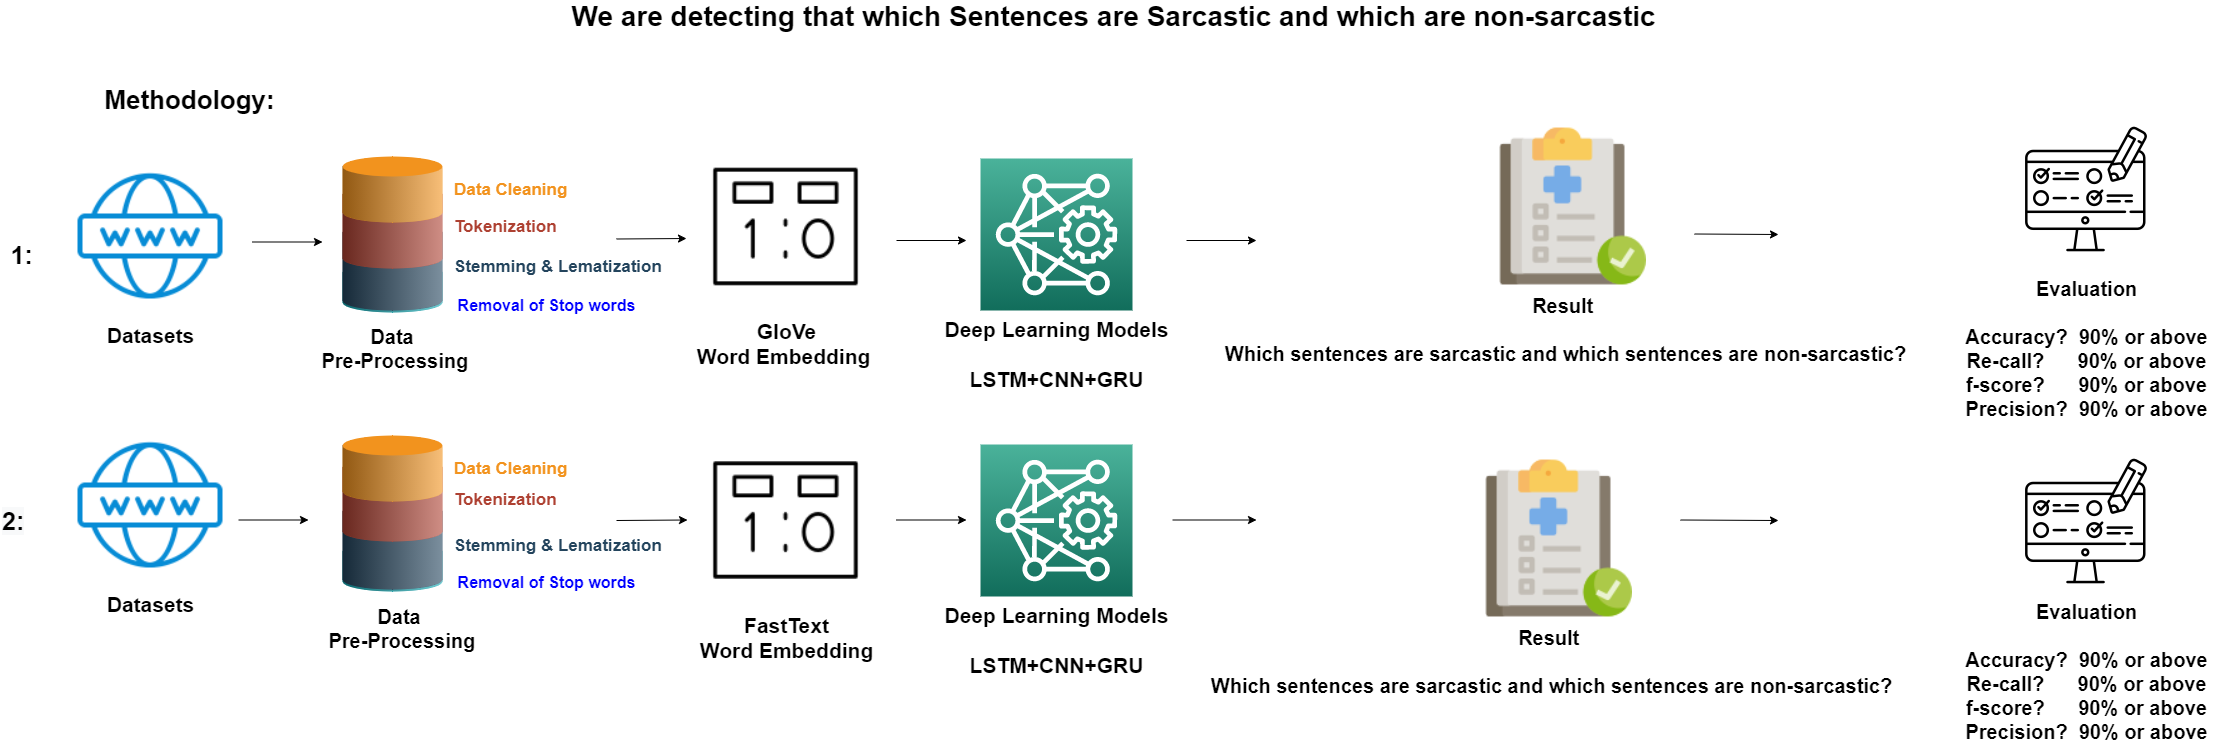 We are detecting that which Sentences are Sarcastic and which are non-sarcastic
Methodology:
1:
WWW
Datasets
Data Cleaning
Tokenization
Stemming & Lematization
Removal of Stop words
Data
Pre-Processing
1:0
GloVe
Word Embedding
Deep Learning Models
LSTM+CNN+GRU
Result
Which sentences are sarcastic and which sentences are non-sarcastic?
Evaluation
Accuracy? 90% or above
Re-call? 90% or above
f-score? 90% or above
Precision? 90% or above
2:
WWW
Datasets
Data Cleaning
Tokenization
Stemming & Lematization
Removal of Stop words
Data
Pre-Processing
1:0
FastText
Word Embedding
Deep Learning Models
LSTM+CNN+GRU
Result
Which sentences are sarcastic and which sentences are non-sarcastic?
Evaluation
Accuracy? 90% or above
Re-call? 90% or above
f-score? 90% or above
Precision? 90% or above